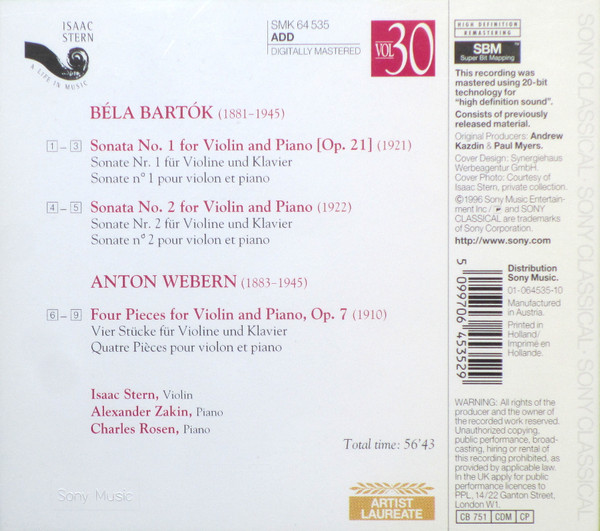 ISAAC
STERN
A LIFE IN MUSIC
SMK 64 535
ADD
DIGITALLY MASTERED
VOL 30
BÉLA BARTÓK (1881–1945)
1 – 3 Sonata No. 1 for Violin and Piano [Op. 21] (1921)
Sonate Nr. 1 für Violine und Klavier
Sonate n° 1 pour violon et piano
4 – 5 Sonata No. 2 for Violin and Piano (1922)
Sonate Nr. 2 für Violine und Klavier
Sonate n° 2 pour violon et piano
ANTON WEBERN (1883–1945)
6 – 9 Four Pieces for Violin and Piano, Op. 7 (1910)
Vier Stücke für Violine und Klavier
Quatre Pièces pour violon et piano
Isaac Stern, Violin
Alexander Zakin, Piano
Charles Rosen, Piano
Total time: 56'43
Sony Music
ARTIST
LAUREATE
HIGH DEFINITION
REMASTERING
SBM
Super Bit Mapping
This recording was
mastered using 20-bit
technology for
"high definition sound".
Consists of previously
released material.
Original Producers: Andrew
Kazdin & Paul Myers.
Cover Design: Synergiehaus
Werbeagentur GmbH.
Cover Photo: Courtesy of
Isaac Stern, private collection.
©1996 Sony Music Entertain-
ment Inc./℗ and SONY
CLASSICAL are trademarks
of Sony Corporation.
http://www.sony.com
5 099706 453529
Distribution
Sony Music.
01-064535-10
Manufactured
in Austria.
Printed in
Holland/
Imprimé en
Hollande.
WARNING: All rights of the
producer and the owner of
the recorded work reserved.
Unauthorized copying,
public performance, broad-
casting, hiring or rental of
this recording prohibited, as
provided by applicable law.
In the UK apply for public
performance licences to
PPL, 14/22 Ganton Street,
London W1.
CB 751 CDM CP
SONY CLASSICAL · SONY CLASSICAL · SONY CLASSICAL